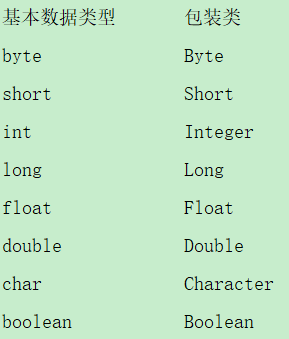 基本数据类型 包装类
byte Byte
short Short
int Integer
long Long
float Float
double Double
char Character
boolean Boolean